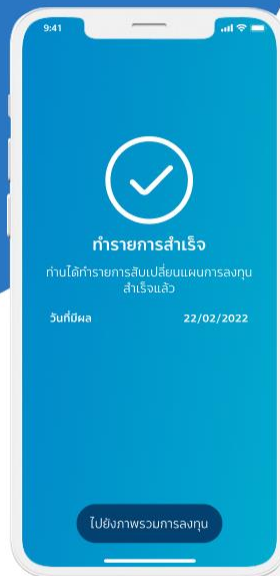 9:41
ทำรายการสำเร็จ
ท่านได้ทำรายการสับเปลี่ยนแผนการลงทุน
สำเร็จแล้ว
วันที่มีผล 22/02/2022
ไปยังภาพรวมการลงทุน